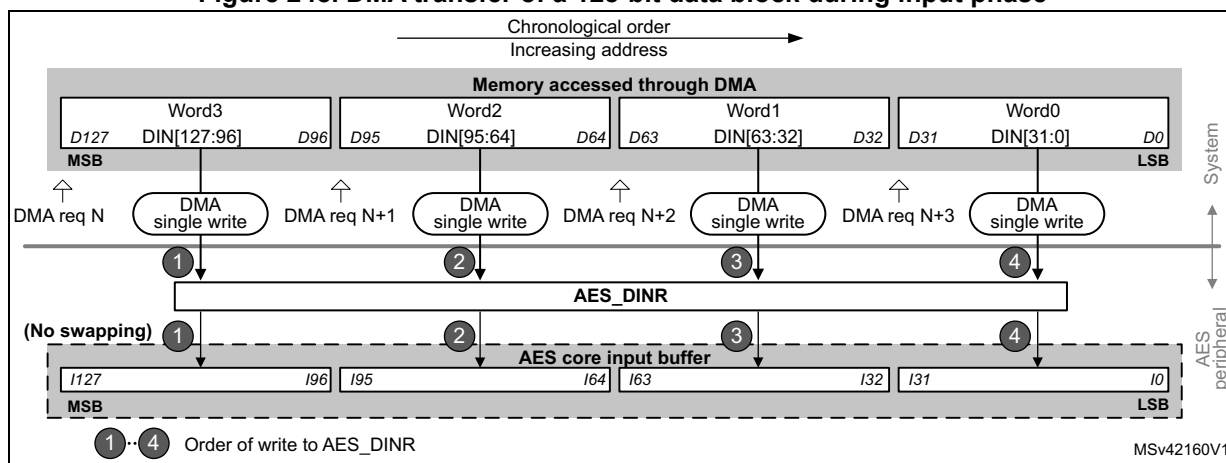 Figure 246. DMA transfer of a 128-bit data block during input phase
Chronological order
Increasing address
Memory accessed through DMA
Word3 Word2 Word1 Word0
D127 DIN[127:96] D96 D95 DIN[95:64] D64 D63 DIN[63:32] D32 D31 DIN[31:0] D0
MSB LSB
System
DMA req N DMA single write DMA req N+1 DMA single write DMA req N+2 DMA single write DMA req N+3 DMA single write
1 2 3 4
AES_DINR
(No swapping)
1 2 3 4
AES core input buffer
AES peripheral
I127 I96 I95 I64 I63 I32 I31 I0
MSB LSB
1··4 Order of write to AES_DINR
MSv42160V1